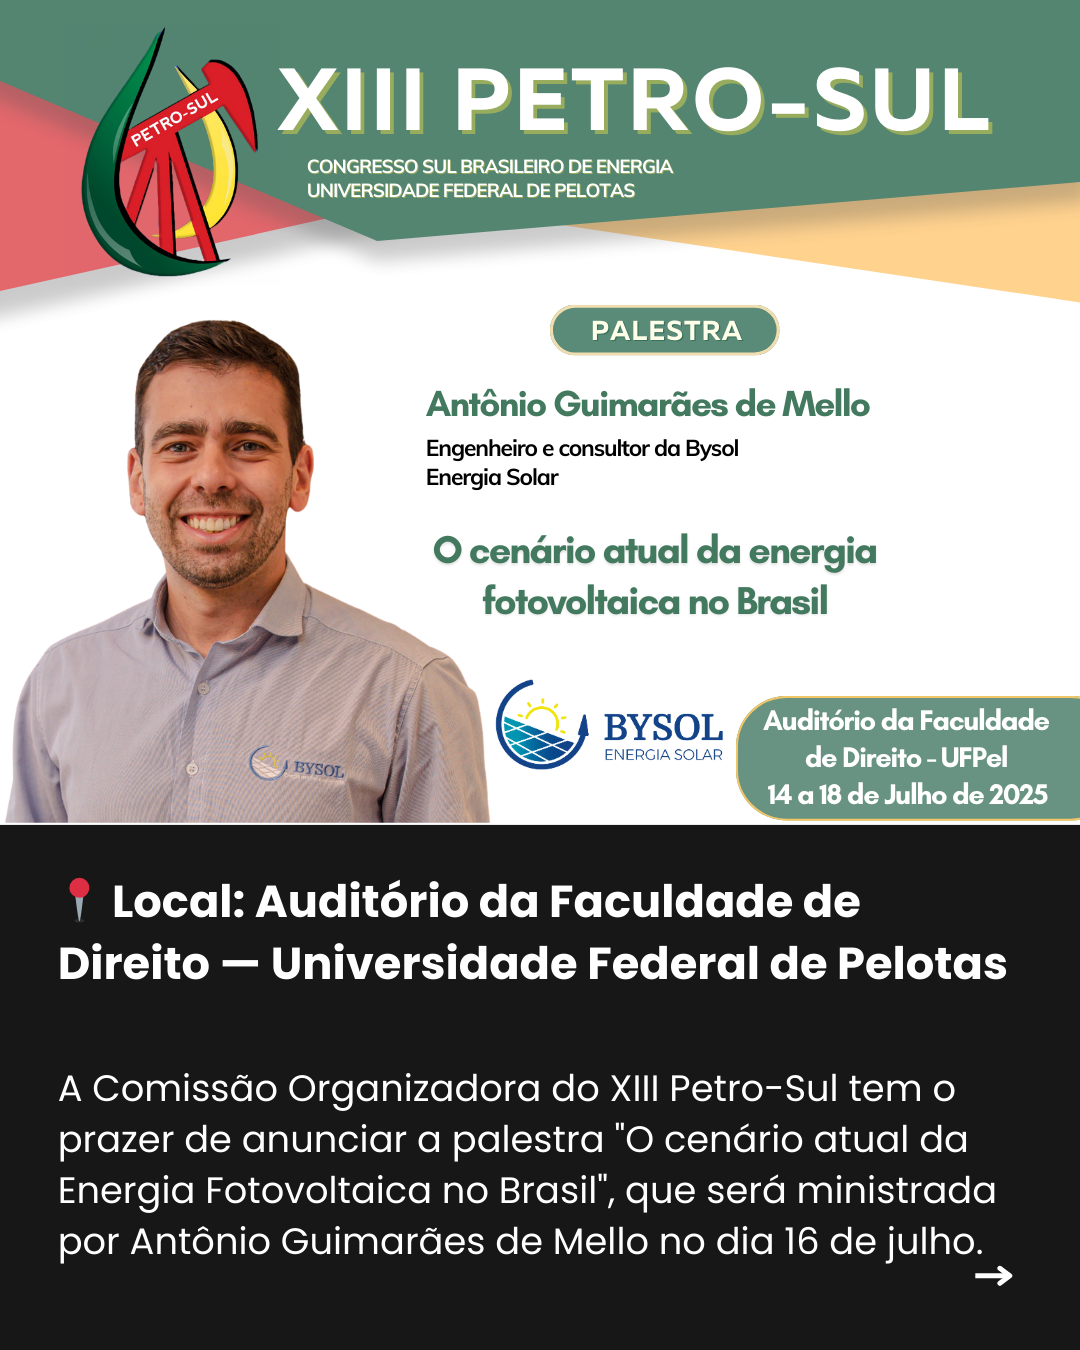 PETRO-SUL
XIII PETRO-SUL
CONGRESSO SUL BRASILEIRO DE ENERGIA
UNIVERSIDADE FEDERAL DE PELOTAS
PALESTRA
Antônio Guimarães de Mello
Engenheiro e consultor da Bysol
Energia Solar
O cenário atual da energia
fotovoltaica no Brasil
BYSOL
BYSOL
ENERGIA SOLAR
Auditório da Faculdade
de Direito - UFPel
14 a 18 de Julho de 2025
📍 Local: Auditório da Faculdade de
Direito — Universidade Federal de Pelotas
A Comissão Organizadora do XIII Petro-Sul tem o
prazer de anunciar a palestra "O cenário atual da
Energia Fotovoltaica no Brasil", que será ministrada
por Antônio Guimarães de Mello no dia 16 de julho.
→